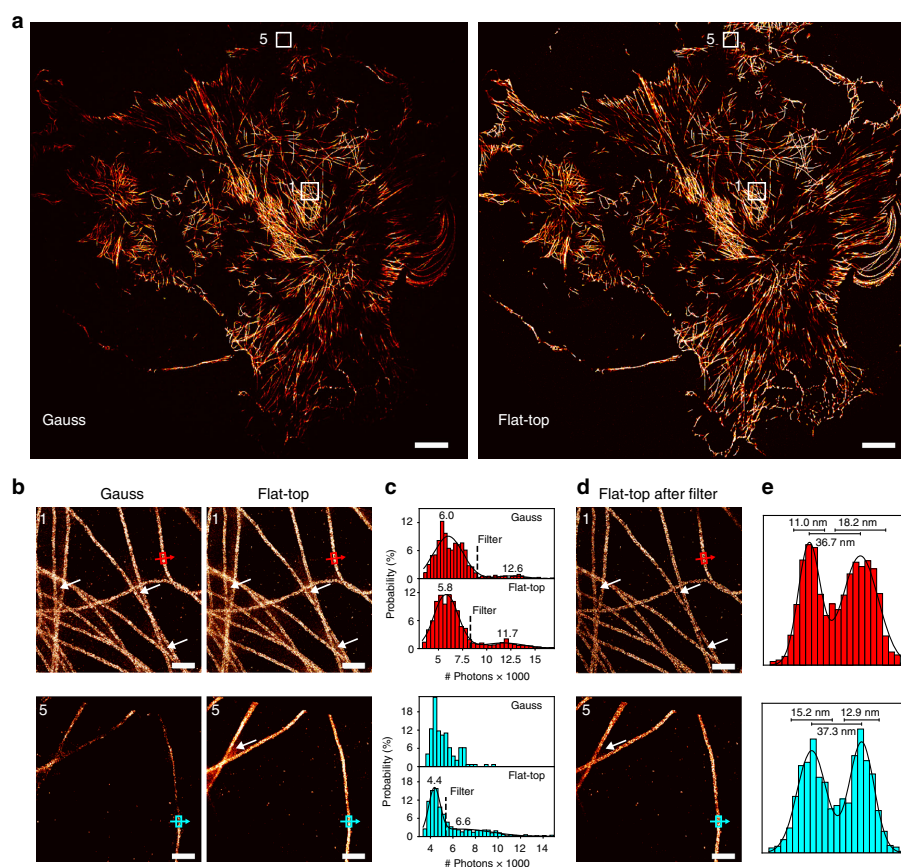 a
5
1
Gauss
5
1
Flat-top
b
Gauss
Flat-top
c
d
Flat-top after filter
e
1
1
12
8
4
0
6.0
Gauss
Filter
12.6
Probability (%)
12
8
4
0
5.8
Flat-top
Filter
11.7
5
7.5
10
12.5
15
# Photons × 1000
1
11.0 nm
18.2 nm
36.7 nm
5
5
18
12
6
0
Gauss
Probability (%)
18
12
6
0
4.4
Flat-top
Filter
6.6
4
6
8
10
12
14
# Photons × 1000
5
15.2 nm
12.9 nm
37.3 nm